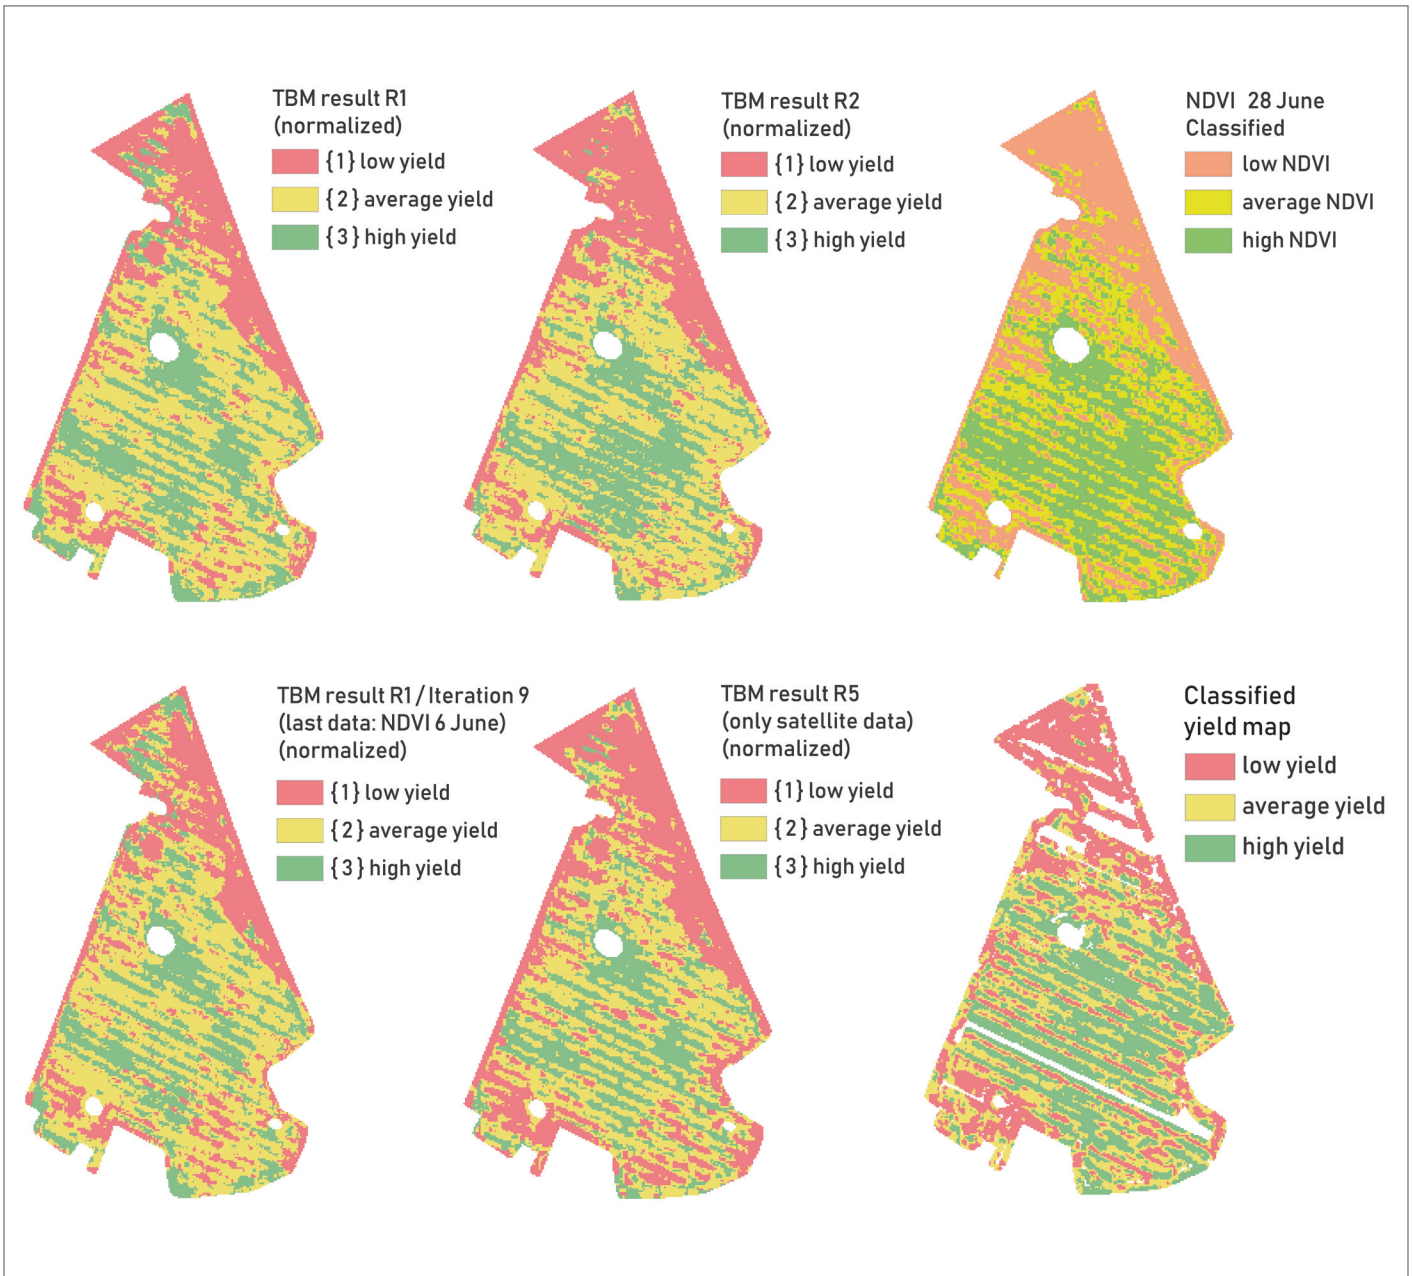 TBM result R1
(normalized)
{1} low yield
{2} average yield
{3} high yield
TBM result R2
(normalized)
{1} low yield
{2} average yield
{3} high yield
NDVI 28 June
Classified
low NDVI
average NDVI
high NDVI
TBM result R1 / Iteration 9
(last data: NDVI 6 June)
(normalized)
{1} low yield
{2} average yield
{3} high yield
TBM result R5
(only satellite data)
(normalized)
{1} low yield
{2} average yield
{3} high yield
Classified
yield map
low yield
average yield
high yield